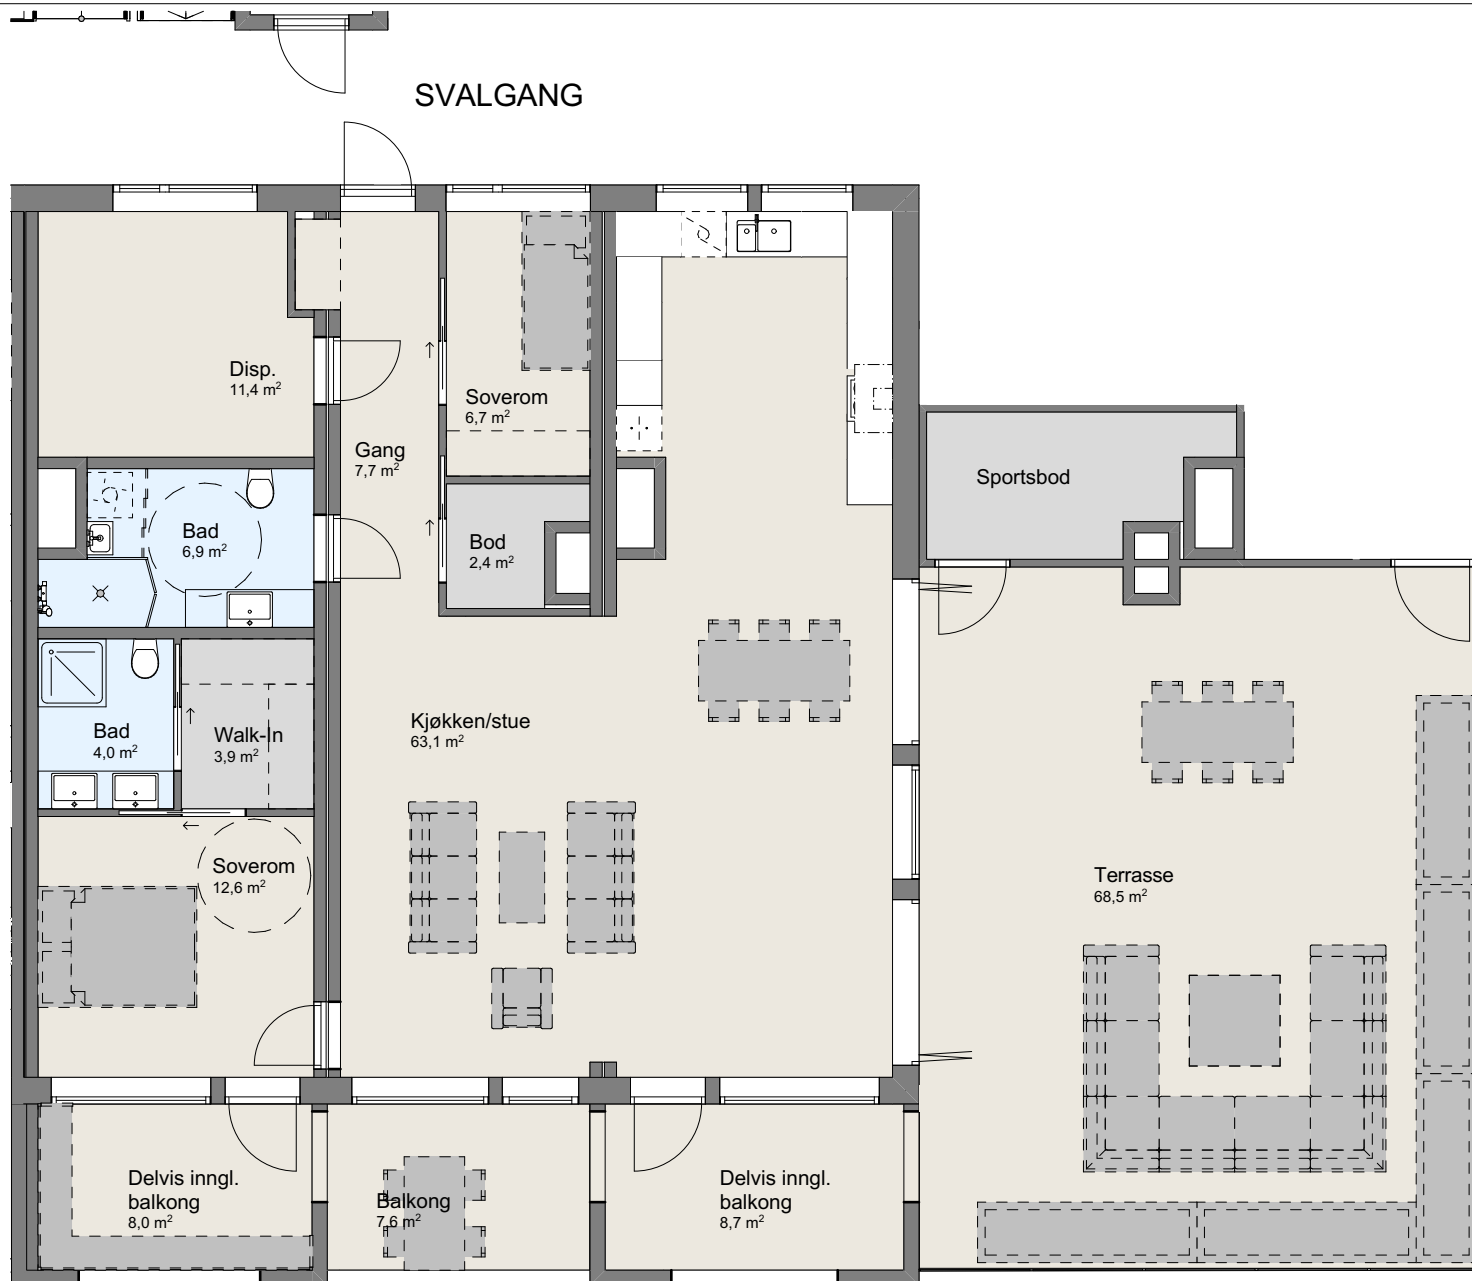 SVALGANG
Disp.
11,4 m²
Soverom
6,7 m²
Gang
7,7 m²
Sportsbod
Bad
6,9 m²
Bod
2,4 m²
Kjøkken/stue
63,1 m²
Bad
4,0 m²
Walk-In
3,9 m²
Soverom
12,6 m²
Terrasse
68,5 m²
Delvis inngl.
balkong
8,0 m²
Balkong
7,6 m²
Delvis inngl.
balkong
8,7 m²